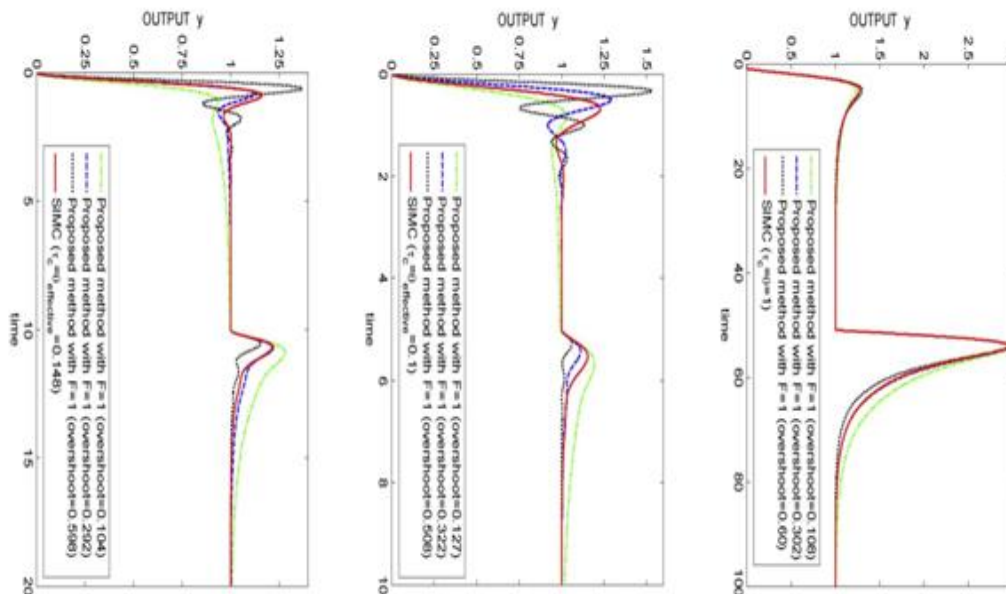 OUTPUT y
2.5
2
1.5
1
0.5
0
Proposed method with F=1 (overshoot=0.108)
Proposed method with F=1 (overshoot=0.302)
Proposed method with F=1 (overshoot=0.60)
SIMC (τc=θ=1)
0 20 40 60 80 100
time
OUTPUT y
1.5
1.25
1
0.75
0.5
0
Proposed method with F=1 (overshoot=0.127)
Proposed method with F=1 (overshoot=0.322)
Proposed method with F=1 (overshoot=0.508)
SIMC (τc=θeffective=0.1)
0 2 4 6 8 10
time
OUTPUT y
1.25
1
0.75
0.5
0
Proposed method with F=1 (overshoot=0.104)
Proposed method with F=1 (overshoot=0.292)
Proposed method with F=1 (overshoot=0.598)
SIMC (τc=θeffective=0.148)
0 5 10 15 20
time